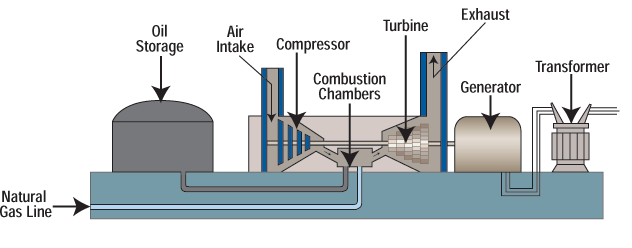 Oil
Storage
Air
Intake
Compressor
Combustion
Chambers
Turbine
Exhaust
Generator
Transformer
Natural
Gas Line